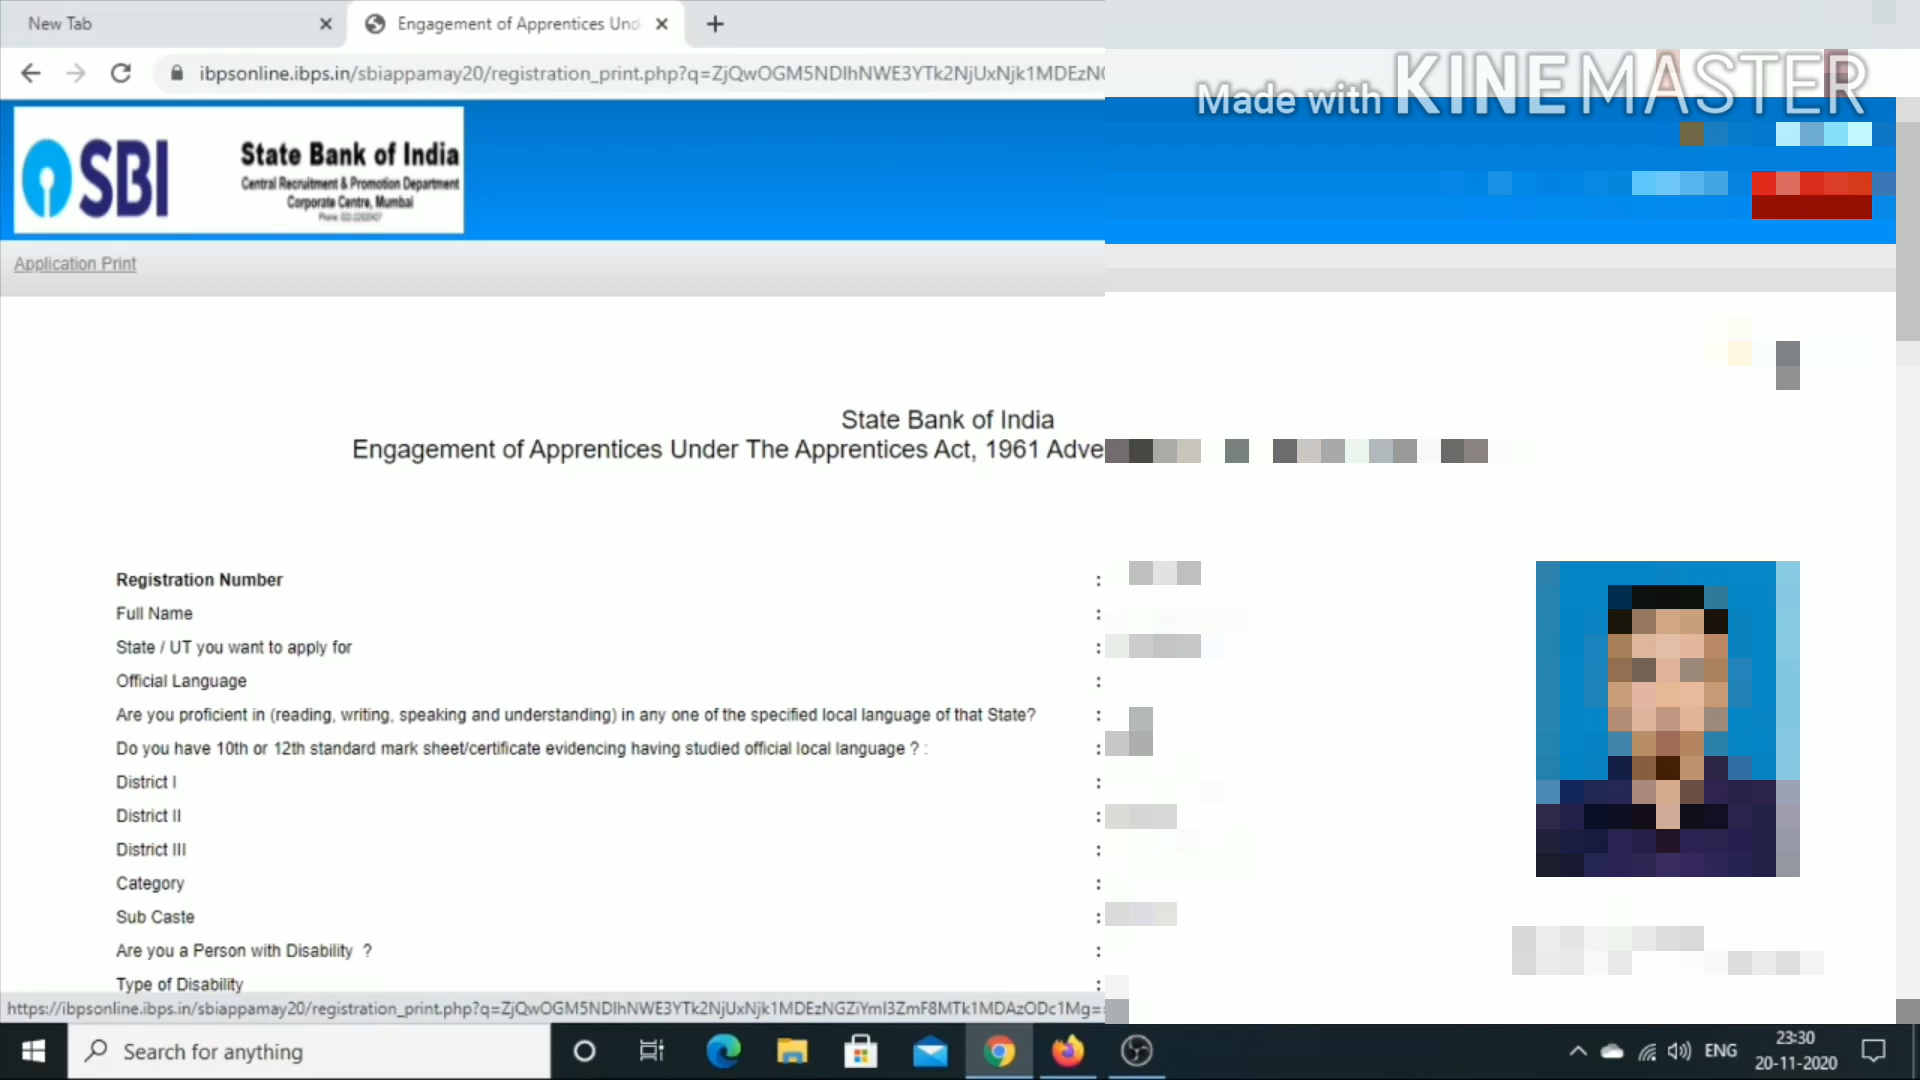 New Tab
Engagement of Apprentices Und
ibpsonline.ibps.in/sbiappamay20/registration_print.php?q=ZjQwOGM5NDIhNWE3YTk2NjUxNjk1MDEzN
Made with KINEMASTER
SBI
State Bank of India
Central Recruitment & Promotion Department
Corporate Centre, Mumbai
Application Print
State Bank of India
Engagement of Apprentices Under The Apprentices Act, 1961 Adve
Registration Number :
Full Name :
State / UT you want to apply for :
Official Language :
Are you proficient in (reading, writing, speaking and understanding) in any one of the specified local language of that State? :
Do you have 10th or 12th standard mark sheet/certificate evidencing having studied official local language ? : :
District I :
District II :
District III :
Category :
Sub Caste :
Are you a Person with Disability ? :
Type of Disability :
https://ibpsonline.ibps.in/sbiappamay20/registration_print.php?q=ZjQwOGM5NDIhNWE3YTk2NjUxNjk1MDEzNGZiYmI3ZmF8MTk1MDAzODc1Mg==
Search for anything
ENG
23:30
20-11-2020